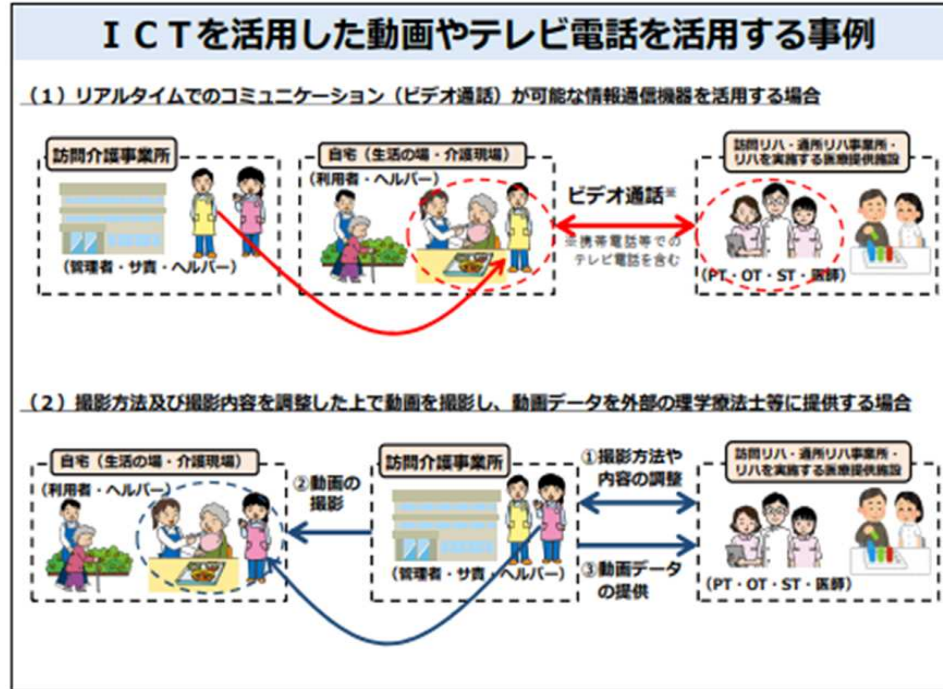 ＩＣＴを活用した動画やテレビ電話を活用する事例
（１）リアルタイムでのコミュニケーション（ビデオ通話）が可能な情報通信機器を活用する場合
訪問介護事業所
（管理者・サ責・ヘルパー）
自宅（生活の場・介護現場）
（利用者・ヘルパー）
ビデオ通話※
※携帯電話等での
テレビ電話を含む
訪問リハ・通所リハ事業所・
リハを実施する医療提供施設
（PT・OT・ST・医師）
（２）撮影方法及び撮影内容を調整した上で動画を撮影し、動画データを外部の理学療法士等に提供する場合
自宅（生活の場・介護現場）
（利用者・ヘルパー）
②動画の
撮影
訪問介護事業所
（管理者・サ責・ヘルパー）
①撮影方法や
内容の調整
③動画データ
の提供
訪問リハ・通所リハ事業所・
リハを実施する医療提供施設
（PT・OT・ST・医師）